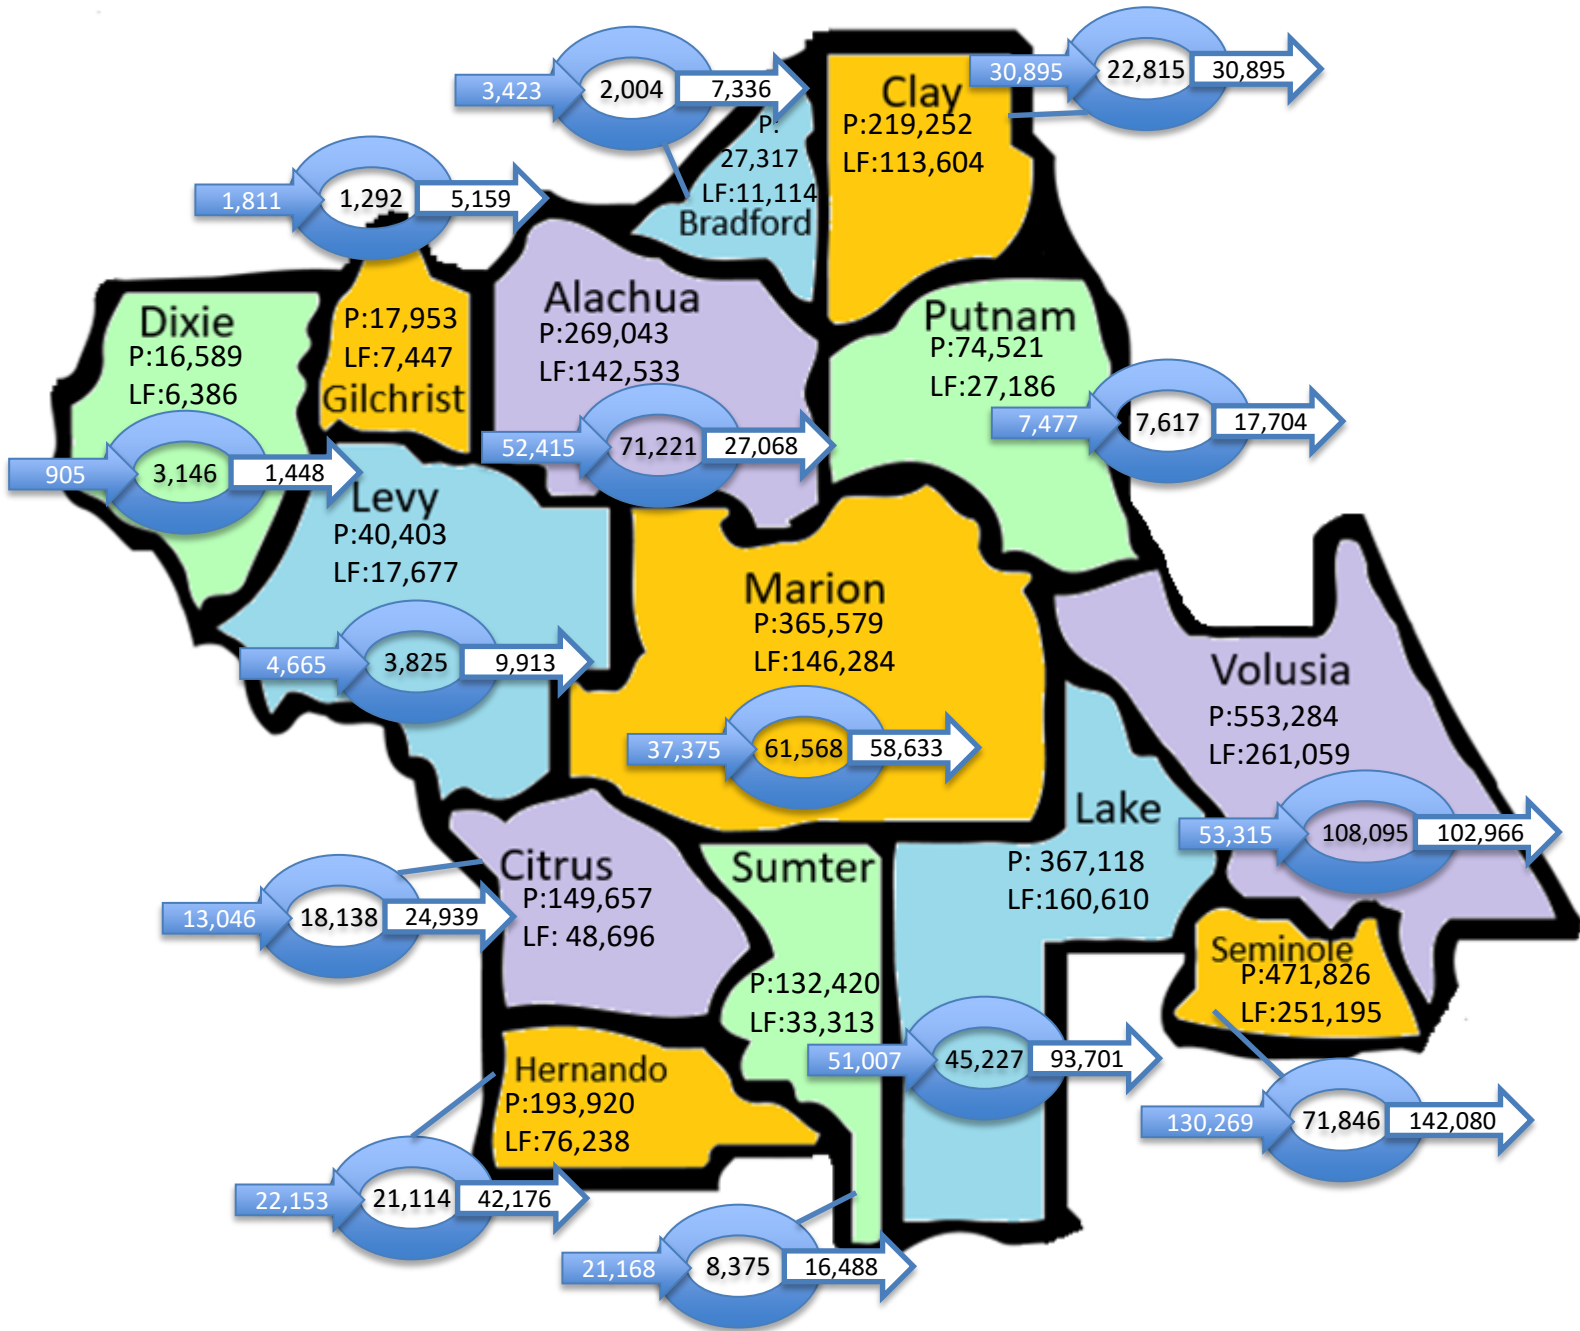 3,423
2,004
7,336
30,895
22,815
30,895
Clay
P:219,252
LF:113,604
P:
27,317
LF:11,114
Bradford
1,811
1,292
5,159
Dixie
P:16,589
LF:6,386
905
3,146
1,448
P:17,953
LF:7,447
Gilchrist
Alachua
P:269,043
LF:142,533
52,415
71,221
27,068
Putnam
P:74,521
LF:27,186
7,477
7,617
17,704
Levy
P:40,403
LF:17,677
4,665
3,825
9,913
Marion
P:365,579
LF:146,284
37,375
61,568
58,633
Volusia
P:553,284
LF:261,059
53,315
108,095
102,966
Lake
P: 367,118
LF:160,610
51,007
45,227
93,701
Citrus
P:149,657
LF: 48,696
13,046
18,138
24,939
Sumter
P:132,420
LF:33,313
21,168
8,375
16,488
Seminole
P:471,826
LF:251,195
130,269
71,846
142,080
Hernando
P:193,920
LF:76,238
22,153
21,114
42,176